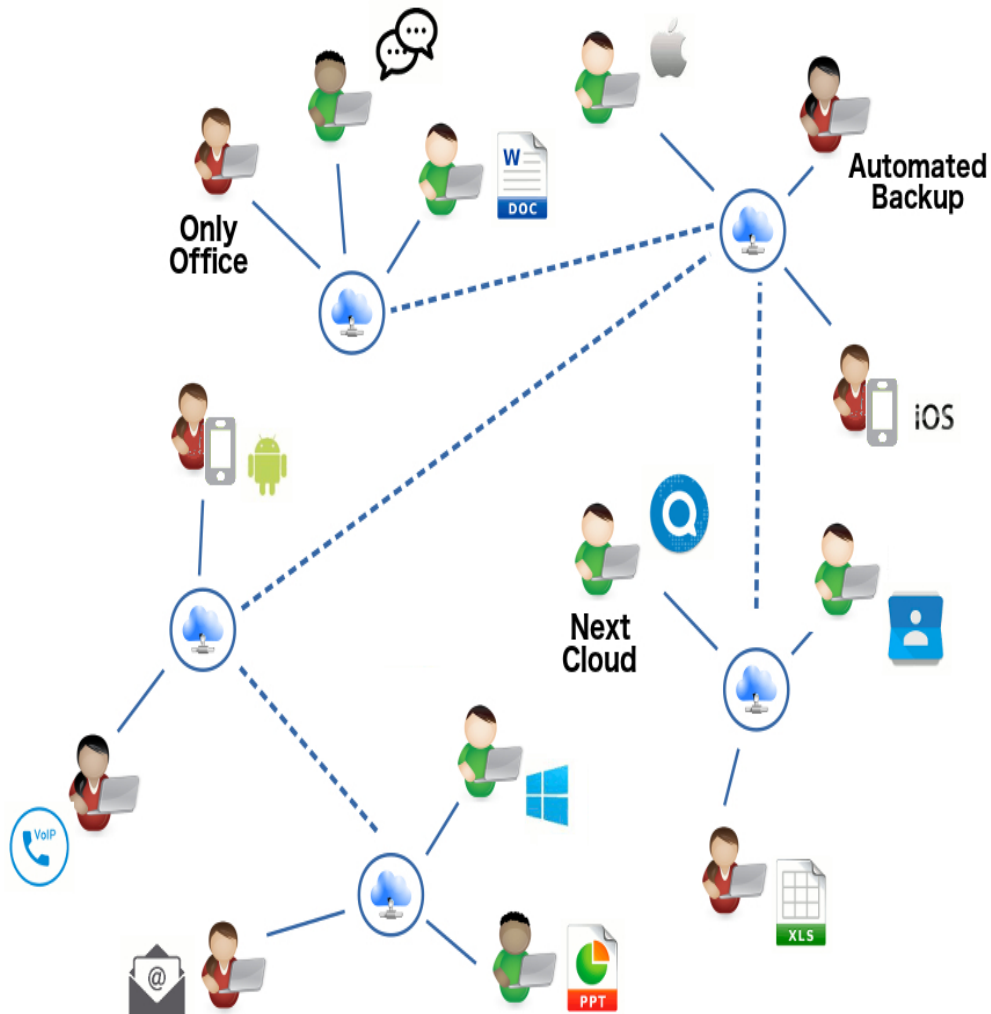 W
DOC
Only
Office
Automated
Backup
iOS
Next
Cloud
VoIP
@
PPT
XLS